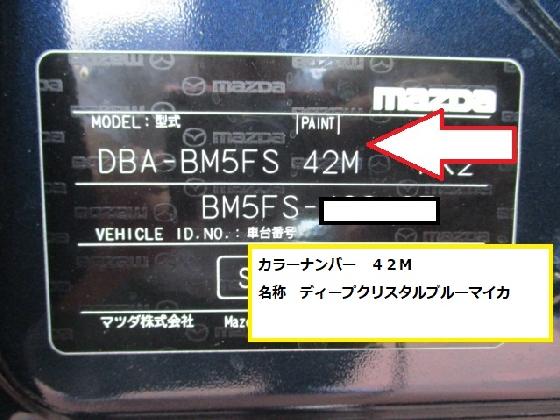 mazda
MODEL：型式 |PAINT|
DBA-BM5FS 42M K2
BM5FS-
VEHICLE ID.NO.：車台番号
カラーナンバー　４２Ｍ
名称　ディープクリスタルブルーマイカ
S
マツダ株式会社 Maz